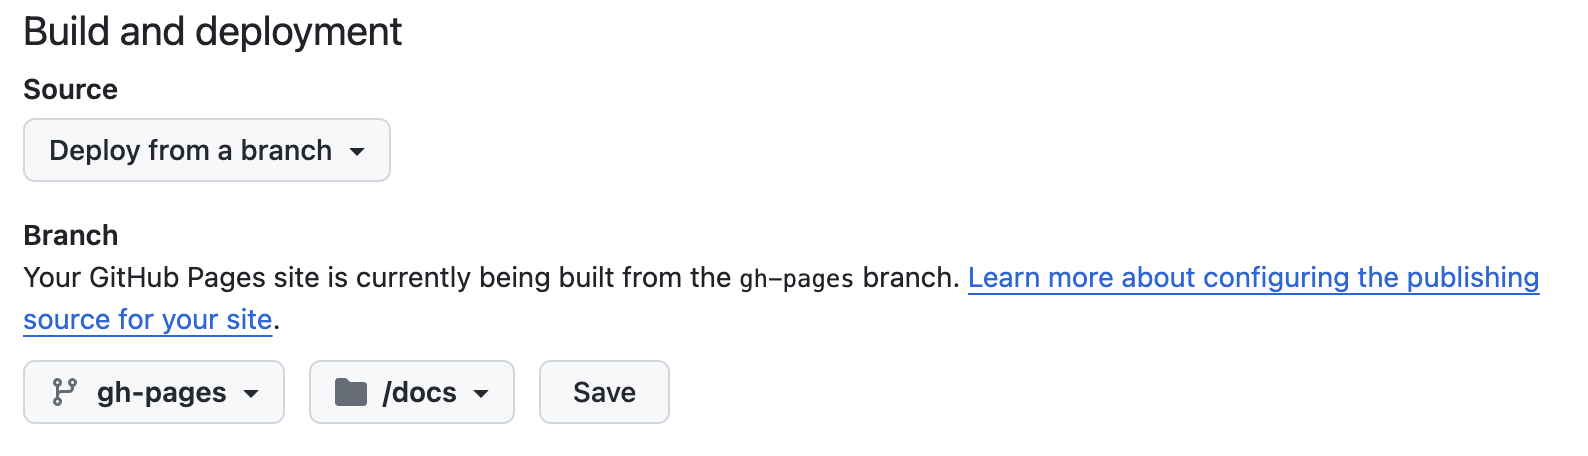 Build and deployment
Source
Deploy from a branch
Branch
Your GitHub Pages site is currently being built from the gh-pages branch. Learn more about configuring the publishing
source for your site.
gh-pages /docs Save